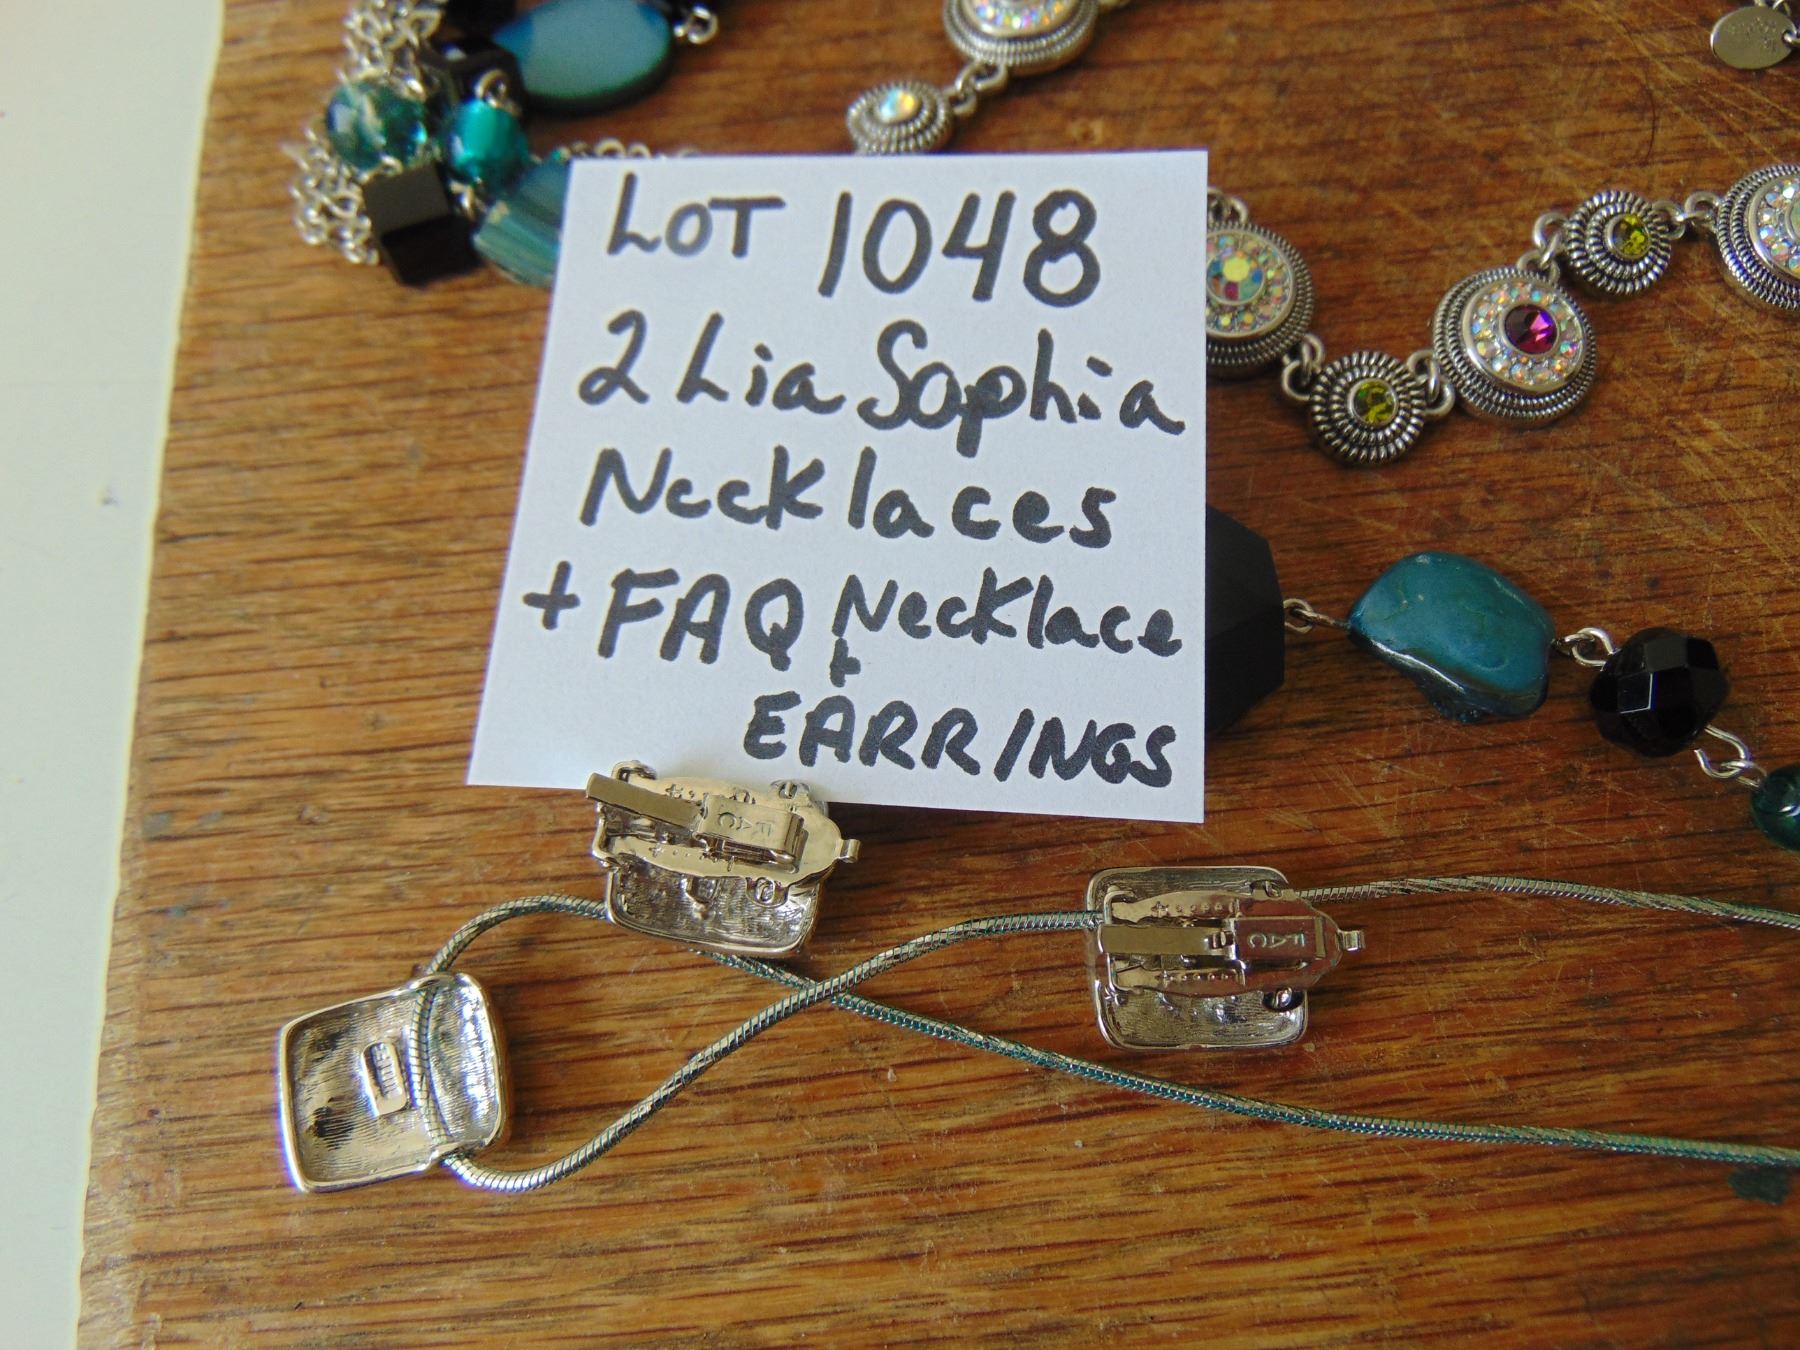 LOT 1048
2 Lia Sophia
Necklaces
+ FAQ Necklace
+
EARRINGS